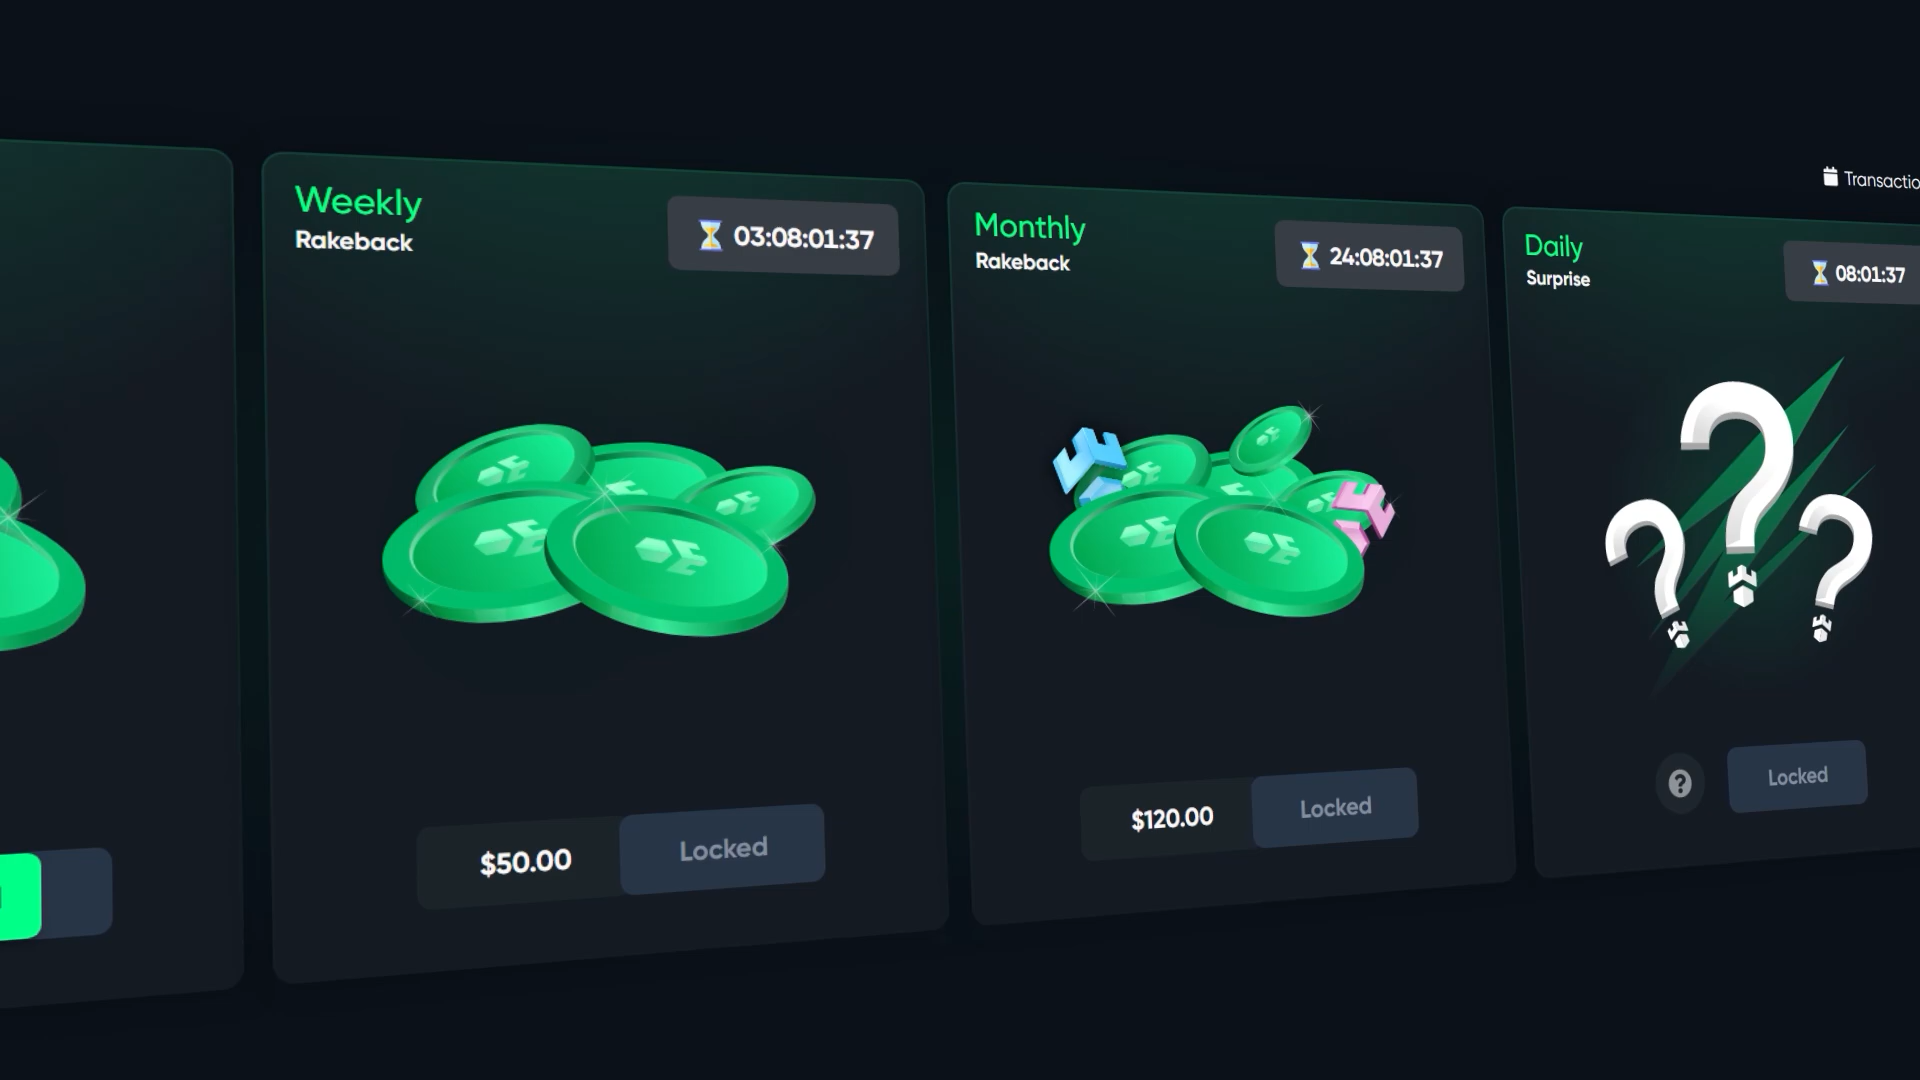 Transactio
Weekly
Rakeback
⏳ 03:08:01:37
$50.00
Locked
Monthly
Rakeback
⏳ 24:08:01:37
$120.00
Locked
Daily
Surprise
⏳ 08:01:37
?
Locked